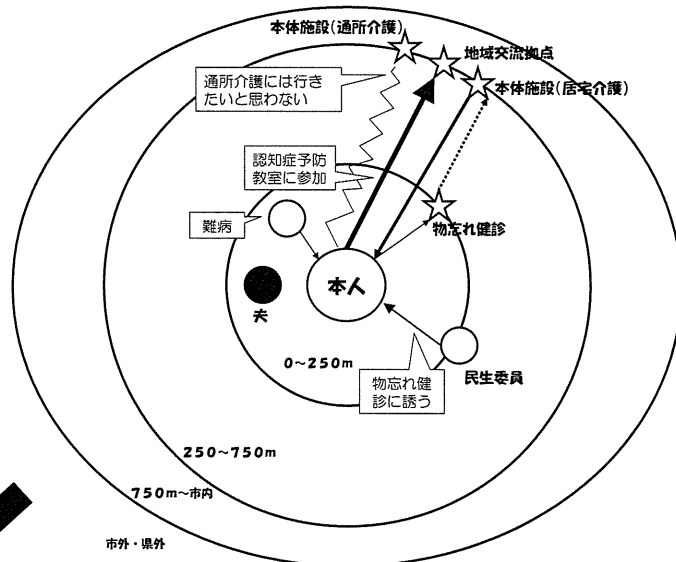 本体施設(通所介護)
地域交流拠点
本体施設(居宅介護)
通所介護には行き
たいと思わない
認知症予防
教室に参加
難病
物忘れ健診
本人
夫
0～250m
民生委員
物忘れ健
診に誘う
250～750m
750m～市内
市外・県外